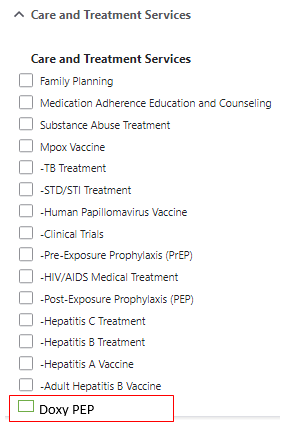 Care and Treatment Services
Care and Treatment Services
Family Planning
Medication Adherence Education and Counseling
Substance Abuse Treatment
Mpox Vaccine
-TB Treatment
-STD/STI Treatment
-Human Papillomavirus Vaccine
-Clinical Trials
-Pre-Exposure Prophylaxis (PrEP)
-HIV/AIDS Medical Treatment
-Post-Exposure Prophylaxis (PEP)
-Hepatitis C Treatment
-Hepatitis B Treatment
-Hepatitis A Vaccine
-Adult Hepatitis B Vaccine
Doxy PEP